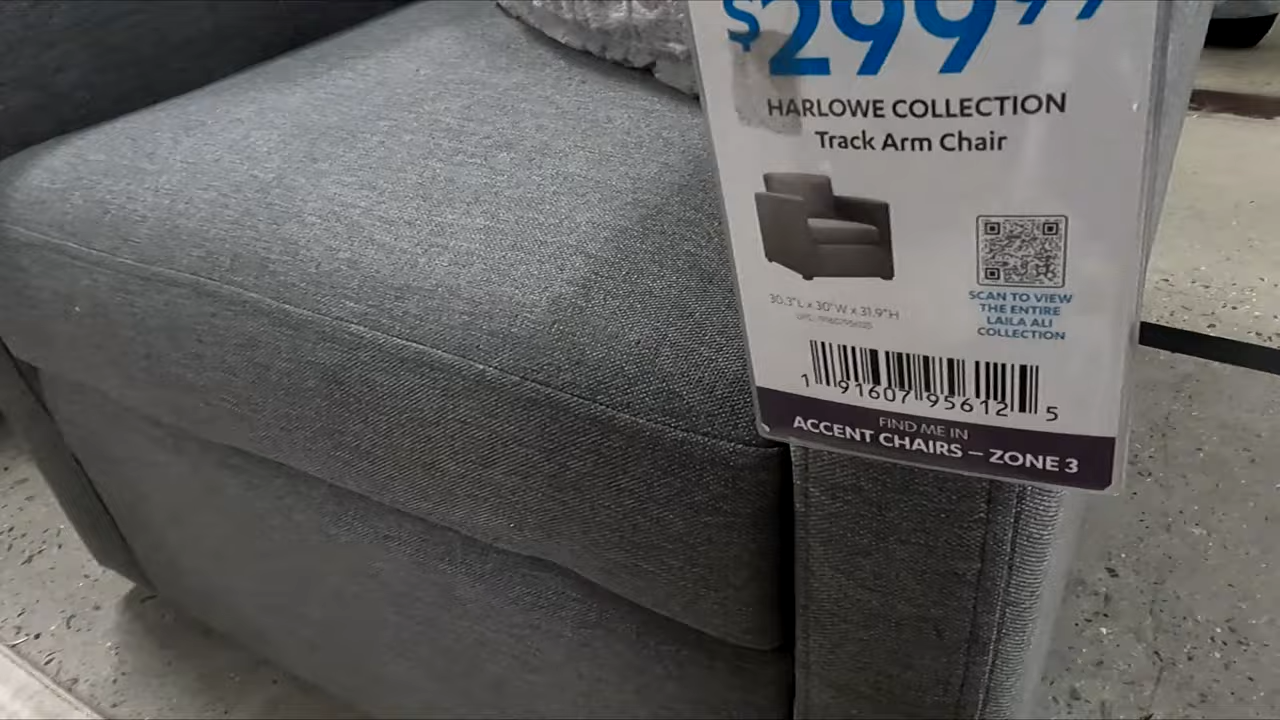 $299.97
HARLOWE COLLECTION
Track Arm Chair
30.3"L x 30"W x 31.9"H
SCAN TO VIEW
THE ENTIRE
LAILA ALI
COLLECTION
1 91607 95612 5
FIND ME IN
ACCENT CHAIRS – ZONE 3